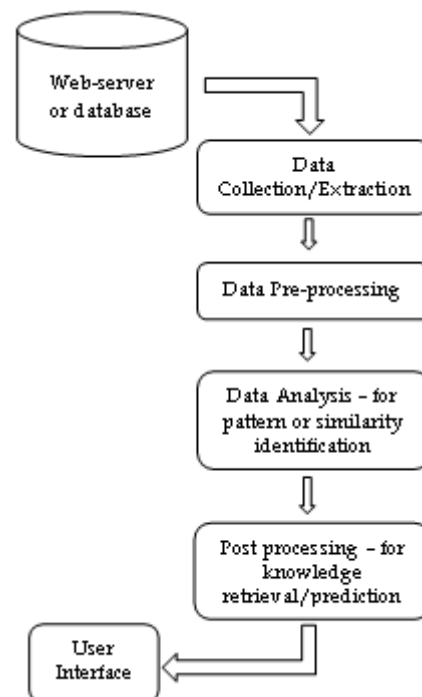 Web-server
or database
Data
Collection/Extraction
Data Pre-processing
Data Analysis – for
pattern or similarity
identification
Post processing – for
knowledge
retrieval/prediction
User
Interface